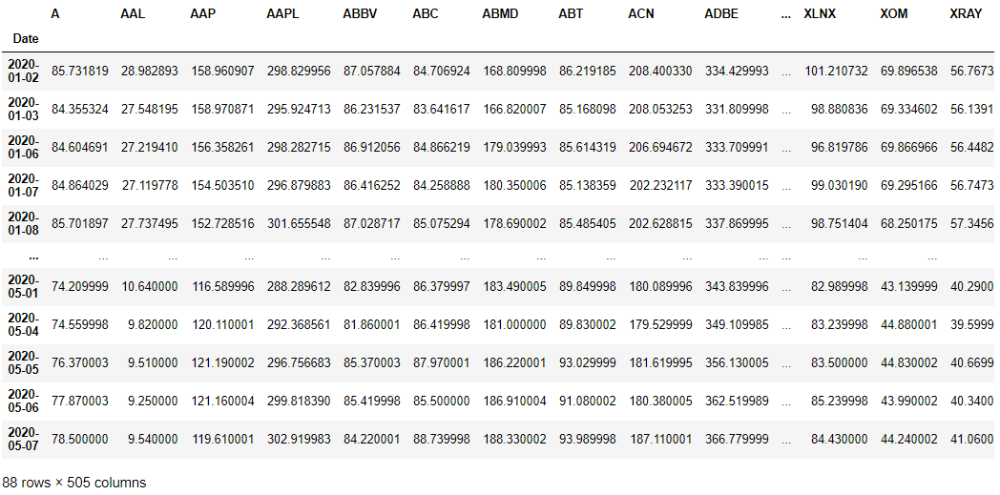 A AAL AAP AAPL ABBV ABC ABMD ABT ACN ADBE ... XLNX XOM XRAY
Date
2020-
01-02 85.731819 28.982893 158.960907 298.829956 87.057884 84.706924 168.809998 86.219185 208.400330 334.429993 ... 101.210732 69.896538 56.7673
2020-
01-03 84.355324 27.548195 158.970871 295.924713 86.231537 83.641617 166.820007 85.168098 208.053253 331.809998 ... 98.880836 69.334602 56.1391
2020-
01-06 84.604691 27.219410 156.358261 298.282715 86.912056 84.866219 179.039993 85.614319 206.694672 333.709991 ... 96.819786 69.866966 56.4482
2020-
01-07 84.864029 27.119778 154.503510 296.879883 86.416252 84.258888 180.350006 85.138359 202.232117 333.390015 ... 99.030190 69.295166 56.7473
2020-
01-08 85.701897 27.737495 152.728516 301.655548 87.028717 85.075294 178.690002 85.485405 202.628815 337.869995 ... 98.751404 68.250175 57.3456
... ... ... ... ... ... ... ... ... ... ... ... ... ...
2020-
05-01 74.209999 10.640000 116.589996 288.289612 82.839996 86.379997 183.490005 89.849998 180.089996 343.839996 ... 82.989998 43.139999 40.2900
2020-
05-04 74.559998 9.820000 120.110001 292.368561 81.860001 86.419998 181.000000 89.830002 179.529999 349.109985 ... 83.239998 44.880001 39.5999
2020-
05-05 76.370003 9.510000 121.190002 296.756683 85.370003 87.970001 186.220001 93.029999 181.619995 356.130005 ... 83.500000 44.830002 40.6699
2020-
05-06 77.870003 9.250000 121.160004 299.818390 85.419998 85.500000 186.910004 91.080002 180.380005 362.519989 ... 85.239998 43.990002 40.3400
2020-
05-07 78.500000 9.540000 119.610001 302.919983 84.220001 88.739998 188.330002 93.989998 187.110001 366.779999 ... 84.430000 44.240002 41.0600
88 rows × 505 columns